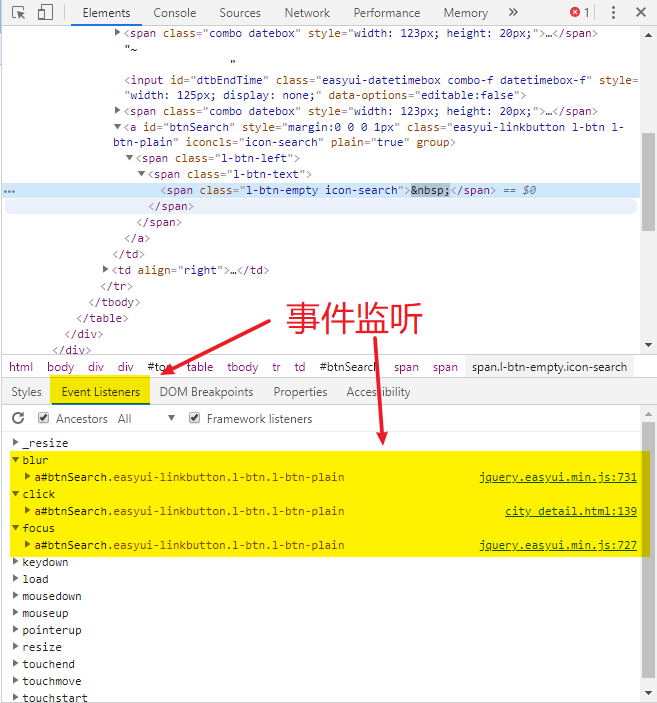 Elements Console Sources Network Performance Memory » 1
<span class="combo datebox" style="width: 123px; height: 20px;">…</span>
"~
"
<input id="dtbEndTime" class="easyui-datetimebox combo-f datetimebox-f" style=
"width: 125px; display: none;" data-options="editable:false">
<span class="combo datebox" style="width: 123px; height: 20px;">…</span>
<a id="btnSearch" style="margin:0 0 0 1px" class="easyui-linkbutton l-btn l-
btn-plain" iconcls="icon-search" plain="true" group>
<span class="l-btn-left">
<span class="l-btn-text">
… <span class="l-btn-empty icon-search">&nbsp;</span> == $0
</span>
</span>
</a>
</td>
<td align="right">…</td>
</tr>
</tbody>
</table>
</div>
</div>
事件监听
html body div div #to table tbody tr td #btnSearch span span span.l-btn-empty.icon-search
Styles Event Listeners DOM Breakpoints Properties Accessibility
Ancestors All Framework listeners
_resize
blur
a#btnSearch.easyui-linkbutton.l-btn.l-btn-plain jquery.easyui.min.js:731
click
a#btnSearch.easyui-linkbutton.l-btn.l-btn-plain city_detail.html:139
focus
a#btnSearch.easyui-linkbutton.l-btn.l-btn-plain jquery.easyui.min.js:727
keydown
load
mousedown
mouseup
pointerup
resize
touchend
touchmove
touchstart